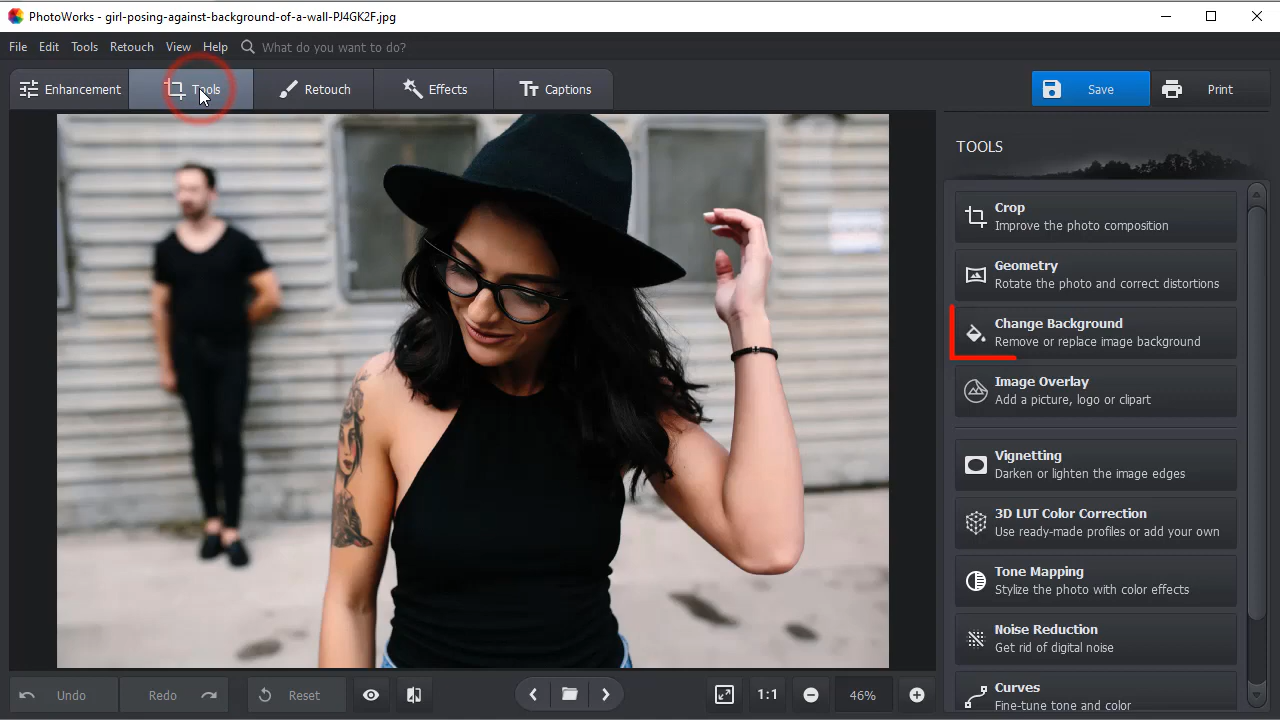 PhotoWorks - girl-posing-against-background-of-a-wall-PJ4GK2F.jpg
File Edit Tools Retouch View Help What do you want to do?
Enhancement Tools Retouch Effects Captions Save Print
TOOLS
Crop
Improve the photo composition
Geometry
Rotate the photo and correct distortions
Change Background
Remove or replace image background
Image Overlay
Add a picture, logo or clipart
Vignetting
Darken or lighten the image edges
3D LUT Color Correction
Use ready-made profiles or add your own
Tone Mapping
Stylize the photo with color effects
Noise Reduction
Get rid of digital noise
Curves
Fine-tune tone and color
Undo Redo Reset 1:1 46%